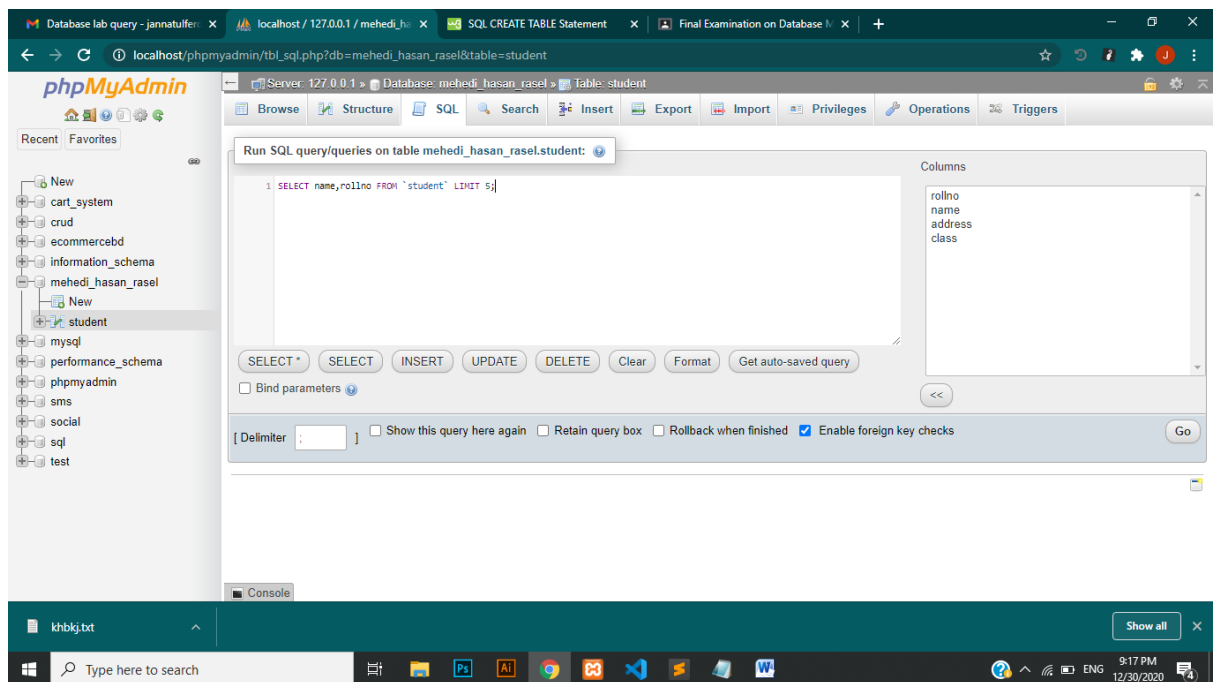 Database lab query - jannatulferc
localhost / 127.0.0.1 / mehedi_ha
SQL CREATE TABLE Statement
Final Examination on Database M
localhost/phpmyadmin/tbl_sql.php?db=mehedi_hasan_rasel&table=student
J
phpMyAdmin
Recent Favorites
New
cart_system
crud
ecommercebd
information_schema
mehedi_hasan_rasel
New
student
mysql
performance_schema
phpmyadmin
sms
social
sql
test
Server: 127.0.0.1 » Database: mehedi_hasan_rasel » Table: student
Browse Structure SQL Search Insert Export Import Privileges Operations Triggers
Run SQL query/queries on table mehedi_hasan_rasel.student:
1 SELECT name,rollno FROM `student` LIMIT 5;
Columns
rollno
name
address
class
SELECT * SELECT INSERT UPDATE DELETE Clear Format Get auto-saved query
<<
Bind parameters
[ Delimiter ; ] Show this query here again Retain query box Rollback when finished Enable foreign key checks Go
Console
khbkj.txt
Show all
Type here to search
Ps
Ai
W
ENG
9:17 PM
12/30/2020
4